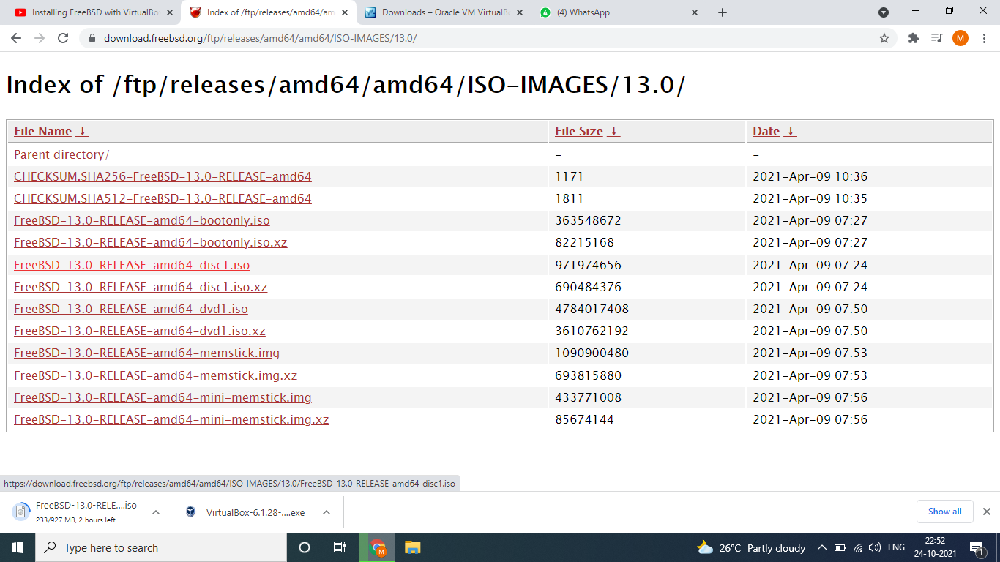 Installing FreeBSD with VirtualBo
Index of /ftp/releases/amd64/am
Downloads – Oracle VM VirtualB
(4) WhatsApp
download.freebsd.org/ftp/releases/amd64/amd64/ISO-IMAGES/13.0/
M
Index of /ftp/releases/amd64/amd64/ISO-IMAGES/13.0/
File Name ↓ File Size ↓ Date ↓
Parent directory/ - -
CHECKSUM.SHA256-FreeBSD-13.0-RELEASE-amd64 1171 2021-Apr-09 10:36
CHECKSUM.SHA512-FreeBSD-13.0-RELEASE-amd64 1811 2021-Apr-09 10:35
FreeBSD-13.0-RELEASE-amd64-bootonly.iso 363548672 2021-Apr-09 07:27
FreeBSD-13.0-RELEASE-amd64-bootonly.iso.xz 82215168 2021-Apr-09 07:27
FreeBSD-13.0-RELEASE-amd64-disc1.iso 971974656 2021-Apr-09 07:24
FreeBSD-13.0-RELEASE-amd64-disc1.iso.xz 690484376 2021-Apr-09 07:24
FreeBSD-13.0-RELEASE-amd64-dvd1.iso 4784017408 2021-Apr-09 07:50
FreeBSD-13.0-RELEASE-amd64-dvd1.iso.xz 3610762192 2021-Apr-09 07:50
FreeBSD-13.0-RELEASE-amd64-memstick.img 1090900480 2021-Apr-09 07:53
FreeBSD-13.0-RELEASE-amd64-memstick.img.xz 693815880 2021-Apr-09 07:53
FreeBSD-13.0-RELEASE-amd64-mini-memstick.img 433771008 2021-Apr-09 07:56
FreeBSD-13.0-RELEASE-amd64-mini-memstick.img.xz 85674144 2021-Apr-09 07:56
https://download.freebsd.org/ftp/releases/amd64/amd64/ISO-IMAGES/13.0/FreeBSD-13.0-RELEASE-amd64-disc1.iso
FreeBSD-13.0-RELE....iso
233/927 MB, 2 hours left
VirtualBox-6.1.28-....exe
Show all
Type here to search
M
26°C Partly cloudy
ENG
22:52
24-10-2021
1